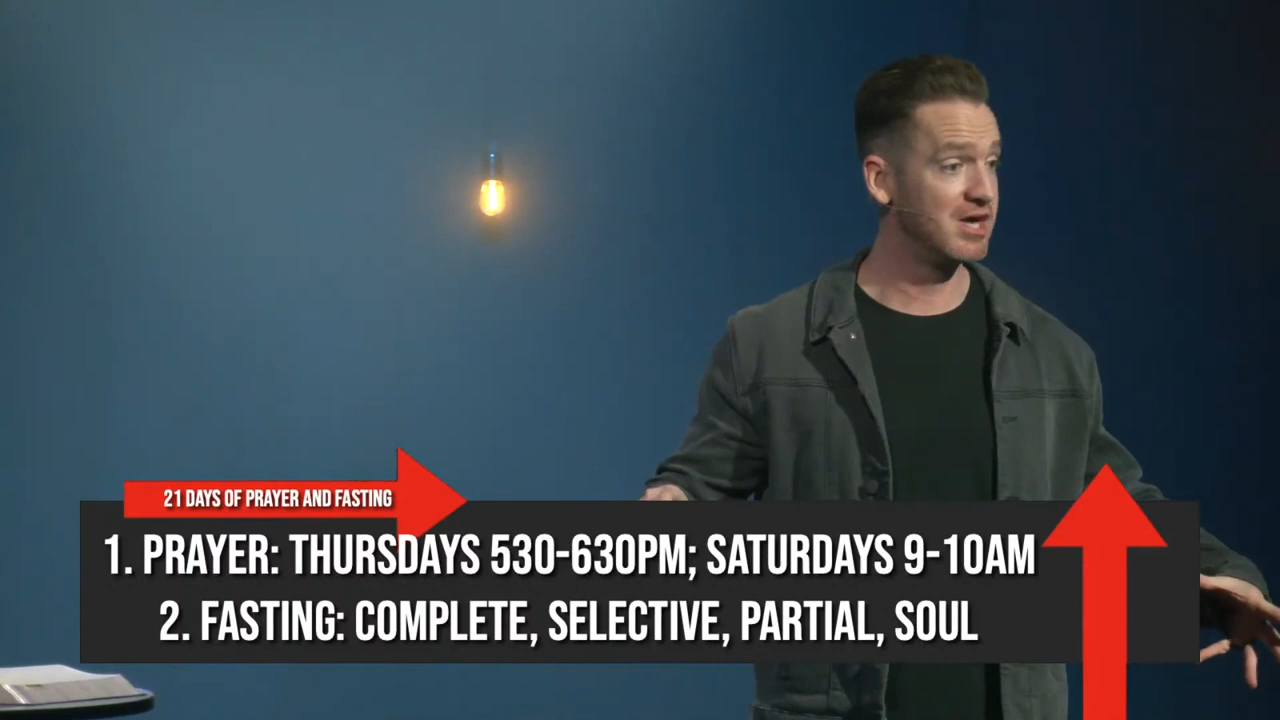 21 DAYS OF PRAYER AND FASTING
1. PRAYER: THURSDAYS 530-630PM; SATURDAYS 9-10AM
2. FASTING: COMPLETE, SELECTIVE, PARTIAL, SOUL